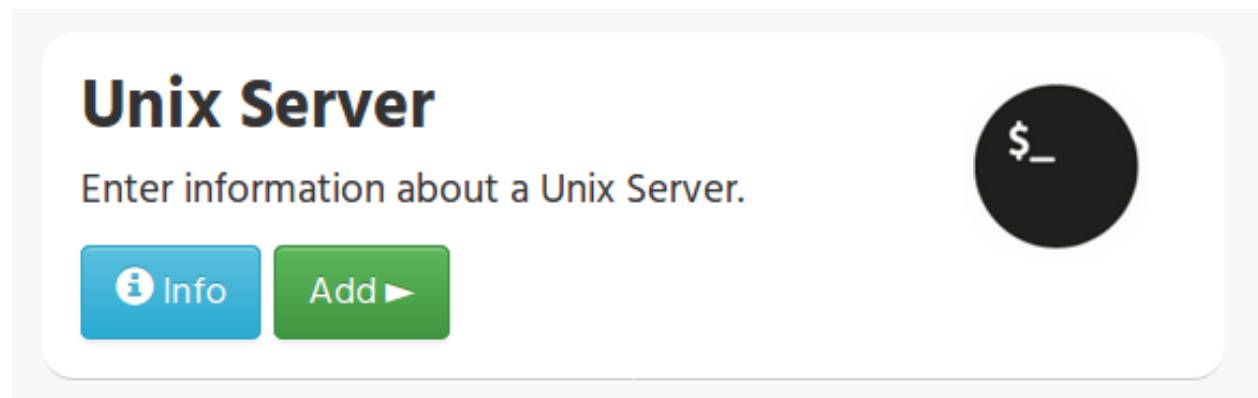 Unix Server
$_
Enter information about a Unix Server.
Info
Add